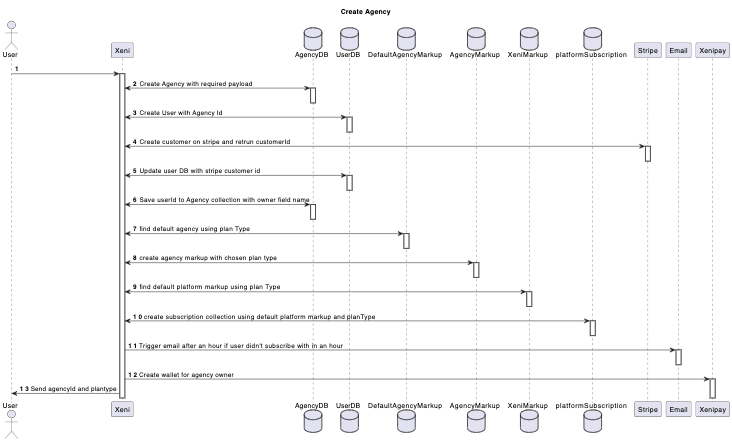 Create Agency
User
Xeni
AgencyDB
UserDB
DefaultAgencyMarkup
AgencyMarkup
XeniMarkup
platformSubscription
Stripe
Email
Xenipay
1
2 Create Agency with required payload
3 Create User with Agency Id
4 Create customer on stripe and retrun customerId
5 Update user DB with stripe customer id
6 Save userId to Agency collection with owner field name
7 find default agency using plan Type
8 create agency markup with chosen plan type
9 find default platform markup using plan Type
10 create subscription collection using default platform markup and planType
11 Trigger email after an hour if user didn't subscribe with in an hour
12 Create wallet for agency owner
13 Send agencyId and plantype
User
Xeni
AgencyDB
UserDB
DefaultAgencyMarkup
AgencyMarkup
XeniMarkup
platformSubscription
Stripe
Email
Xenipay